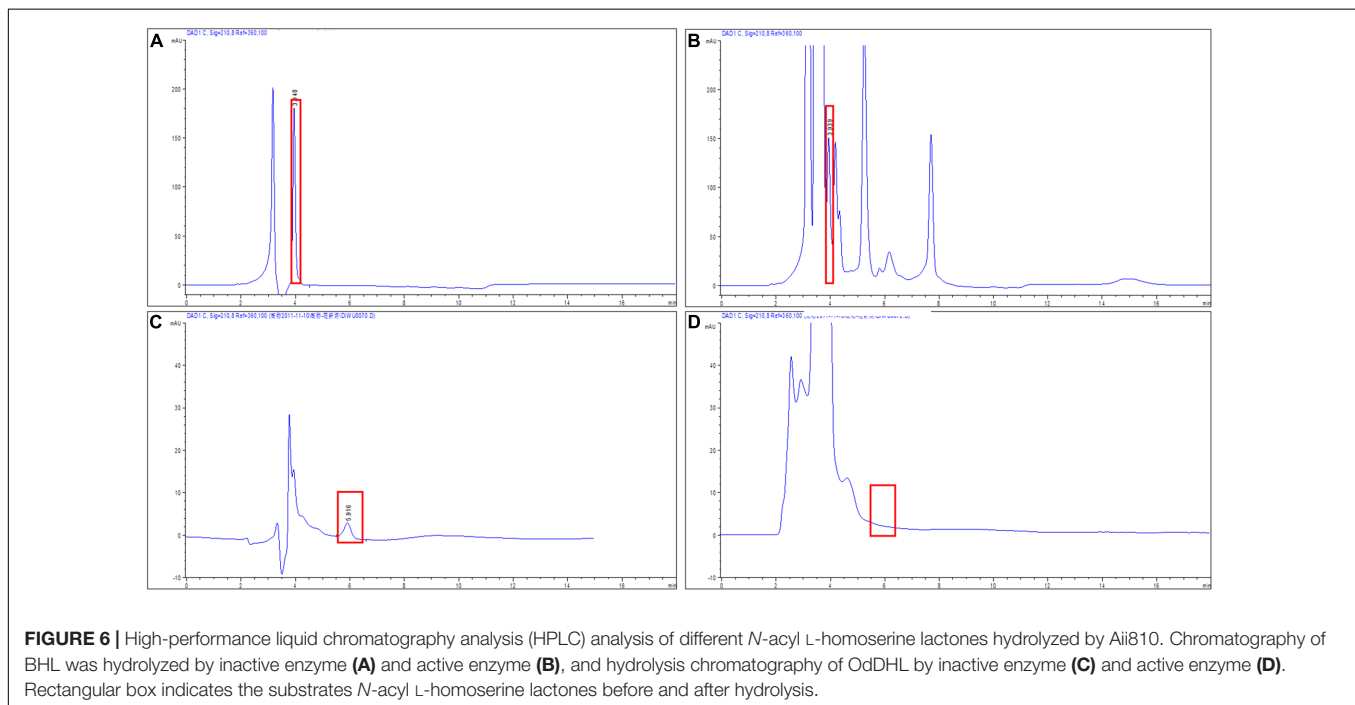 A
DAD1 C, Sig=210,8 Ref=360,100
mAU
200
150
100
50
0
0 2 4 6 8 10 12 14 16 min
B
DAD1 C, Sig=210,8 Ref=360,100
mAU
200
150
100
50
0
3.939
0 2 4 6 8 10 12 14 16 min
C
DAD1 C, Sig=210,8 Ref=360,100
mAU
40
30
20
10
0
-10
5.916
0 2 4 6 8 10 12 14 16 min
D
DAD1 C, Sig=210,8 Ref=360,100
mAU
40
30
20
10
0
-10
0 2 4 6 8 10 12 14 16 min
FIGURE 6 | High-performance liquid chromatography analysis (HPLC) analysis of different N-acyl L-homoserine lactones hydrolyzed by Aii810. Chromatography of
BHL was hydrolyzed by inactive enzyme (A) and active enzyme (B), and hydrolysis chromatography of OdDHL by inactive enzyme (C) and active enzyme (D).
Rectangular box indicates the substrates N-acyl L-homoserine lactones before and after hydrolysis.